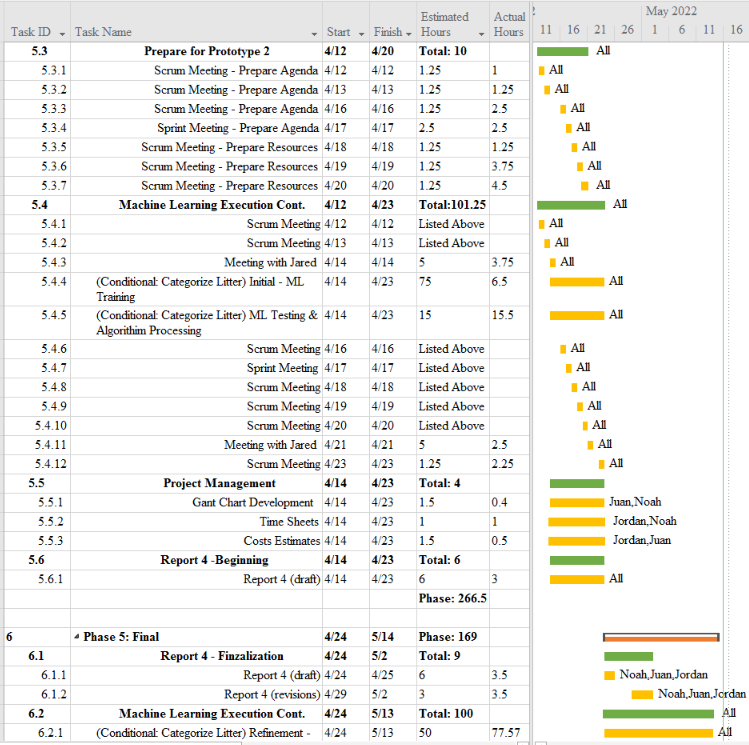 Estimated Actual 2 May 2022
Task ID Task Name Start Finish Hours Hours 11 16 21 26 1 6 11 16
5.3 Prepare for Prototype 2 4/12 4/20 Total: 10 All
5.3.1 Scrum Meeting - Prepare Agenda 4/12 4/12 1.25 1 All
5.3.2 Scrum Meeting - Prepare Agenda 4/13 4/13 1.25 1.25 All
5.3.3 Scrum Meeting - Prepare Agenda 4/16 4/16 1.25 2.5 All
5.3.4 Sprint Meeting - Prepare Agenda 4/17 4/17 2.5 2.5 All
5.3.5 Scrum Meeting - Prepare Resources 4/18 4/18 1.25 1.25 All
5.3.6 Scrum Meeting - Prepare Resources 4/19 4/19 1.25 3.75 All
5.3.7 Scrum Meeting - Prepare Resources 4/20 4/20 1.25 4.5 All
5.4 Machine Learning Execution Cont. 4/12 4/23 Total:101.25 All
5.4.1 Scrum Meeting 4/12 4/12 Listed Above All
5.4.2 Scrum Meeting 4/13 4/13 Listed Above All
5.4.3 Meeting with Jared 4/14 4/14 5 3.75 All
5.4.4 (Conditional: Categorize Litter) Initial - ML 4/14 4/23 75 6.5 All
Training
5.4.5 (Conditional: Categorize Litter) ML Testing & 4/14 4/23 15 15.5 All
Algorithim Processing
5.4.6 Scrum Meeting 4/16 4/16 Listed Above All
5.4.7 Sprint Meeting 4/17 4/17 Listed Above All
5.4.8 Scrum Meeting 4/18 4/18 Listed Above All
5.4.9 Scrum Meeting 4/19 4/19 Listed Above All
5.4.10 Scrum Meeting 4/20 4/20 Listed Above All
5.4.11 Meeting with Jared 4/21 4/21 5 2.5 All
5.4.12 Scrum Meeting 4/23 4/23 1.25 2.25 All
5.5 Project Management 4/14 4/23 Total: 4
5.5.1 Gant Chart Development 4/14 4/23 1.5 0.4 Juan,Noah
5.5.2 Time Sheets 4/14 4/23 1 1 Jordan,Noah
5.5.3 Costs Estimates 4/14 4/23 1.5 0.5 Jordan,Juan
5.6 Report 4 -Beginning 4/14 4/23 Total: 6
5.6.1 Report 4 (draft) 4/14 4/23 6 3 All
Phase: 266.5
6 Phase 5: Final 4/24 5/14 Phase: 169
6.1 Report 4 - Finzalization 4/24 5/2 Total: 9
6.1.1 Report 4 (draft) 4/24 4/25 6 3.5 Noah,Juan,Jordan
6.1.2 Report 4 (revisions) 4/29 5/2 3 3.5 Noah,Juan,Jordan
6.2 Machine Learning Execution Cont. 4/24 5/13 Total: 100 All
6.2.1 (Conditional: Categorize Litter) Refinement - 4/24 5/13 50 77.57 All